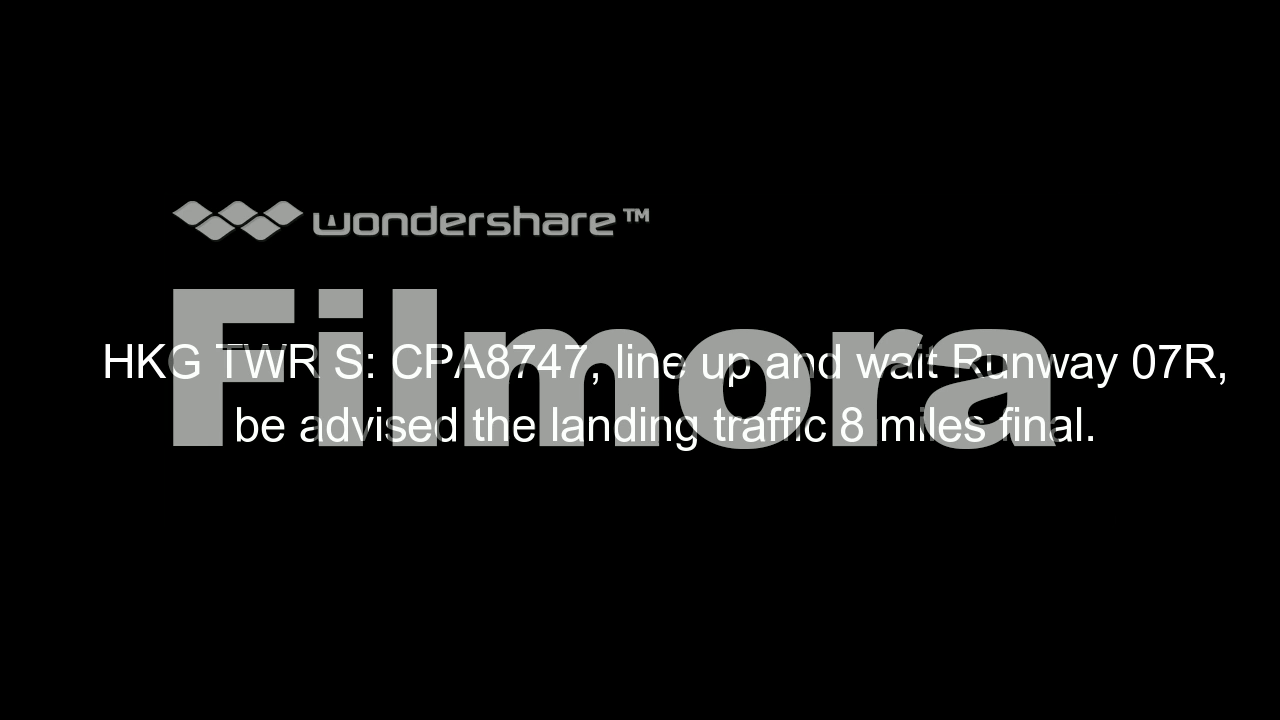 wondershare™
Filmora
HKG TWR S: CPA8747, line up and wait Runway 07R,
be advised the landing traffic 8 miles final.